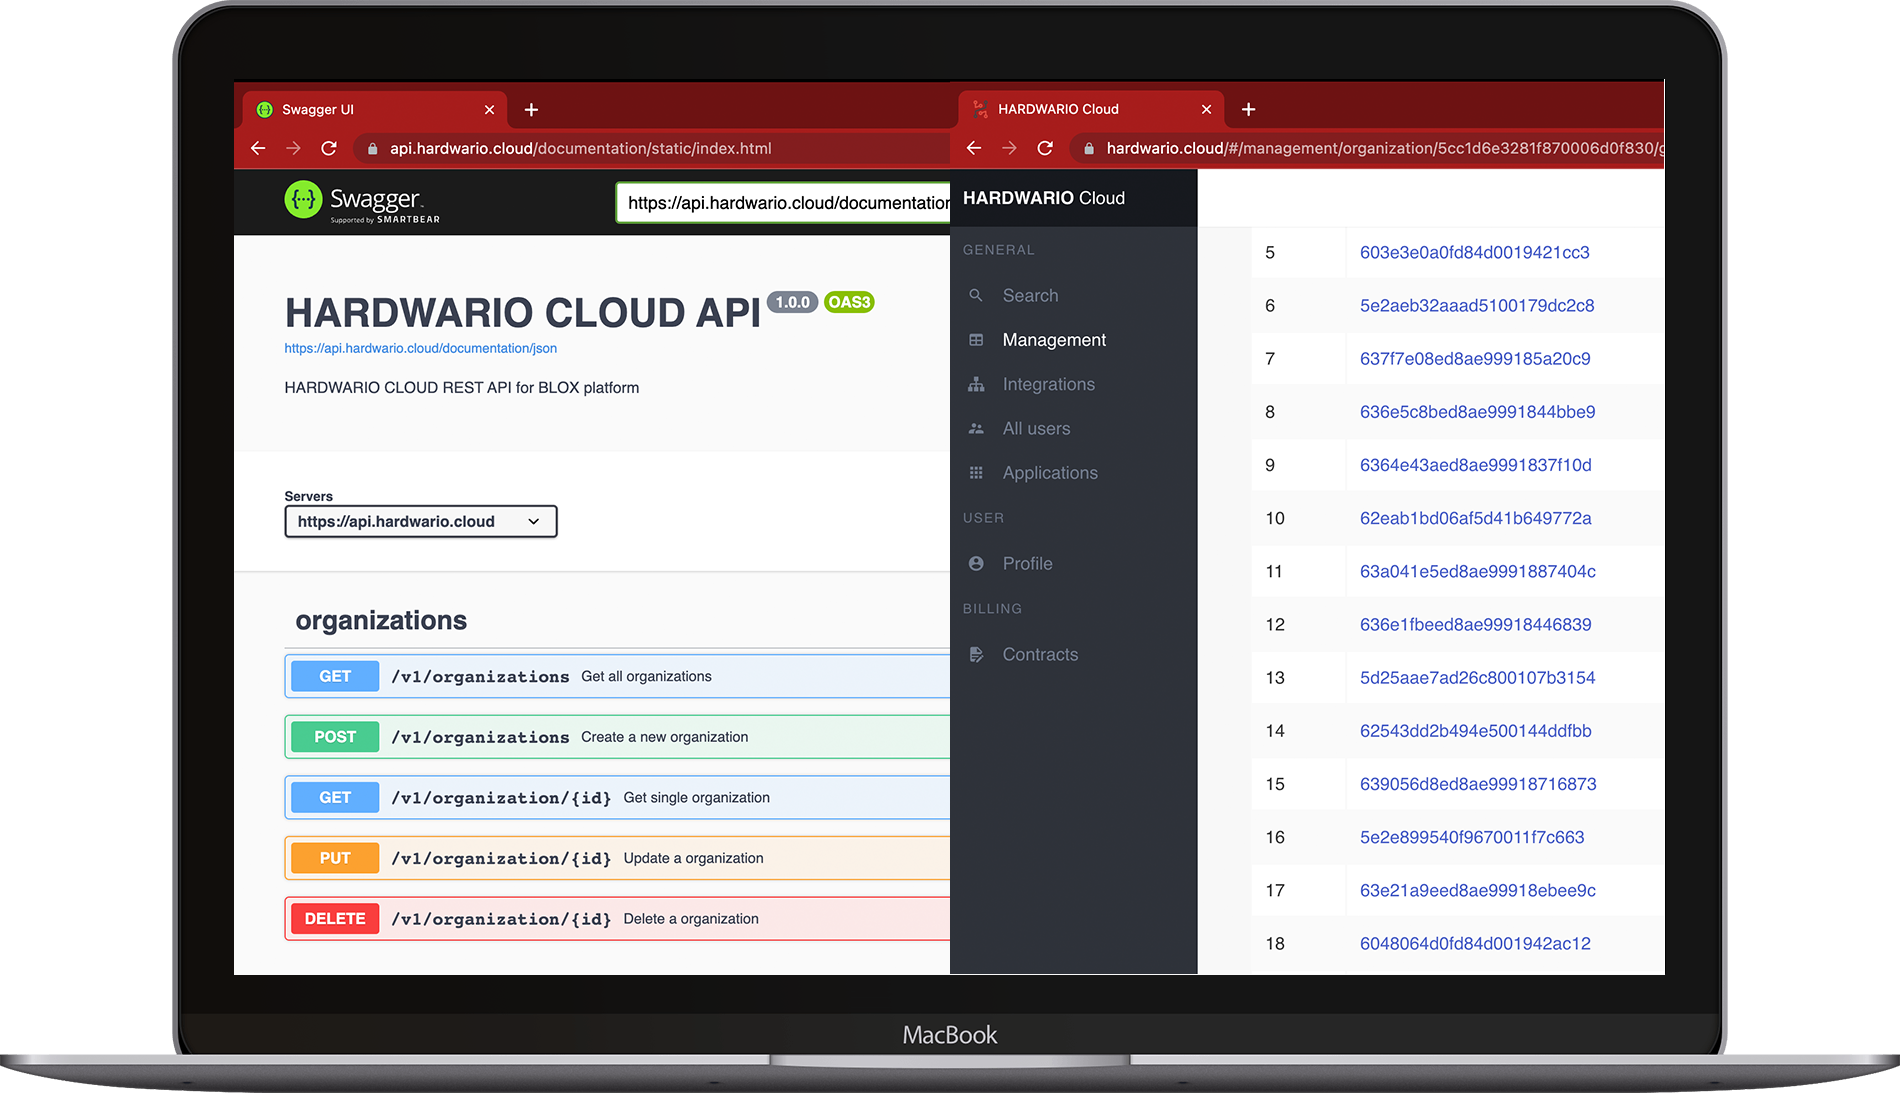 Swagger UI
api.hardwario.cloud/documentation/static/index.html
Swagger
Supported by SMARTBEAR
https://api.hardwario.cloud/documentation
HARDWARIO CLOUD API 1.0.0 OAS3
https://api.hardwario.cloud/documentation/json
HARDWARIO CLOUD REST API for BLOX platform
Servers
https://api.hardwario.cloud
organizations
GET /v1/organizations Get all organizations
POST /v1/organizations Create a new organization
GET /v1/organization/{id} Get single organization
PUT /v1/organization/{id} Update a organization
DELETE /v1/organization/{id} Delete a organization
HARDWARIO Cloud
hardwario.cloud/#/management/organization/5cc1d6e3281f870006d0f830/g
HARDWARIO Cloud
GENERAL
Search
Management
Integrations
All users
Applications
USER
Profile
BILLING
Contracts
5 603e3e0a0fd84d0019421cc3
6 5e2aeb32aaad5100179dc2c8
7 637f7e08ed8ae999185a20c9
8 636e5c8bed8ae9991844bbe9
9 6364e43aed8ae9991837f10d
10 62eab1bd06af5d41b649772a
11 63a041e5ed8ae9991887404c
12 636e1fbeed8ae99918446839
13 5d25aae7ad26c800107b3154
14 62543dd2b494e500144ddfbb
15 639056d8ed8ae99918716873
16 5e2e899540f9670011f7c663
17 63e21a9eed8ae99918ebee9c
18 6048064d0fd84d001942ac12
MacBook